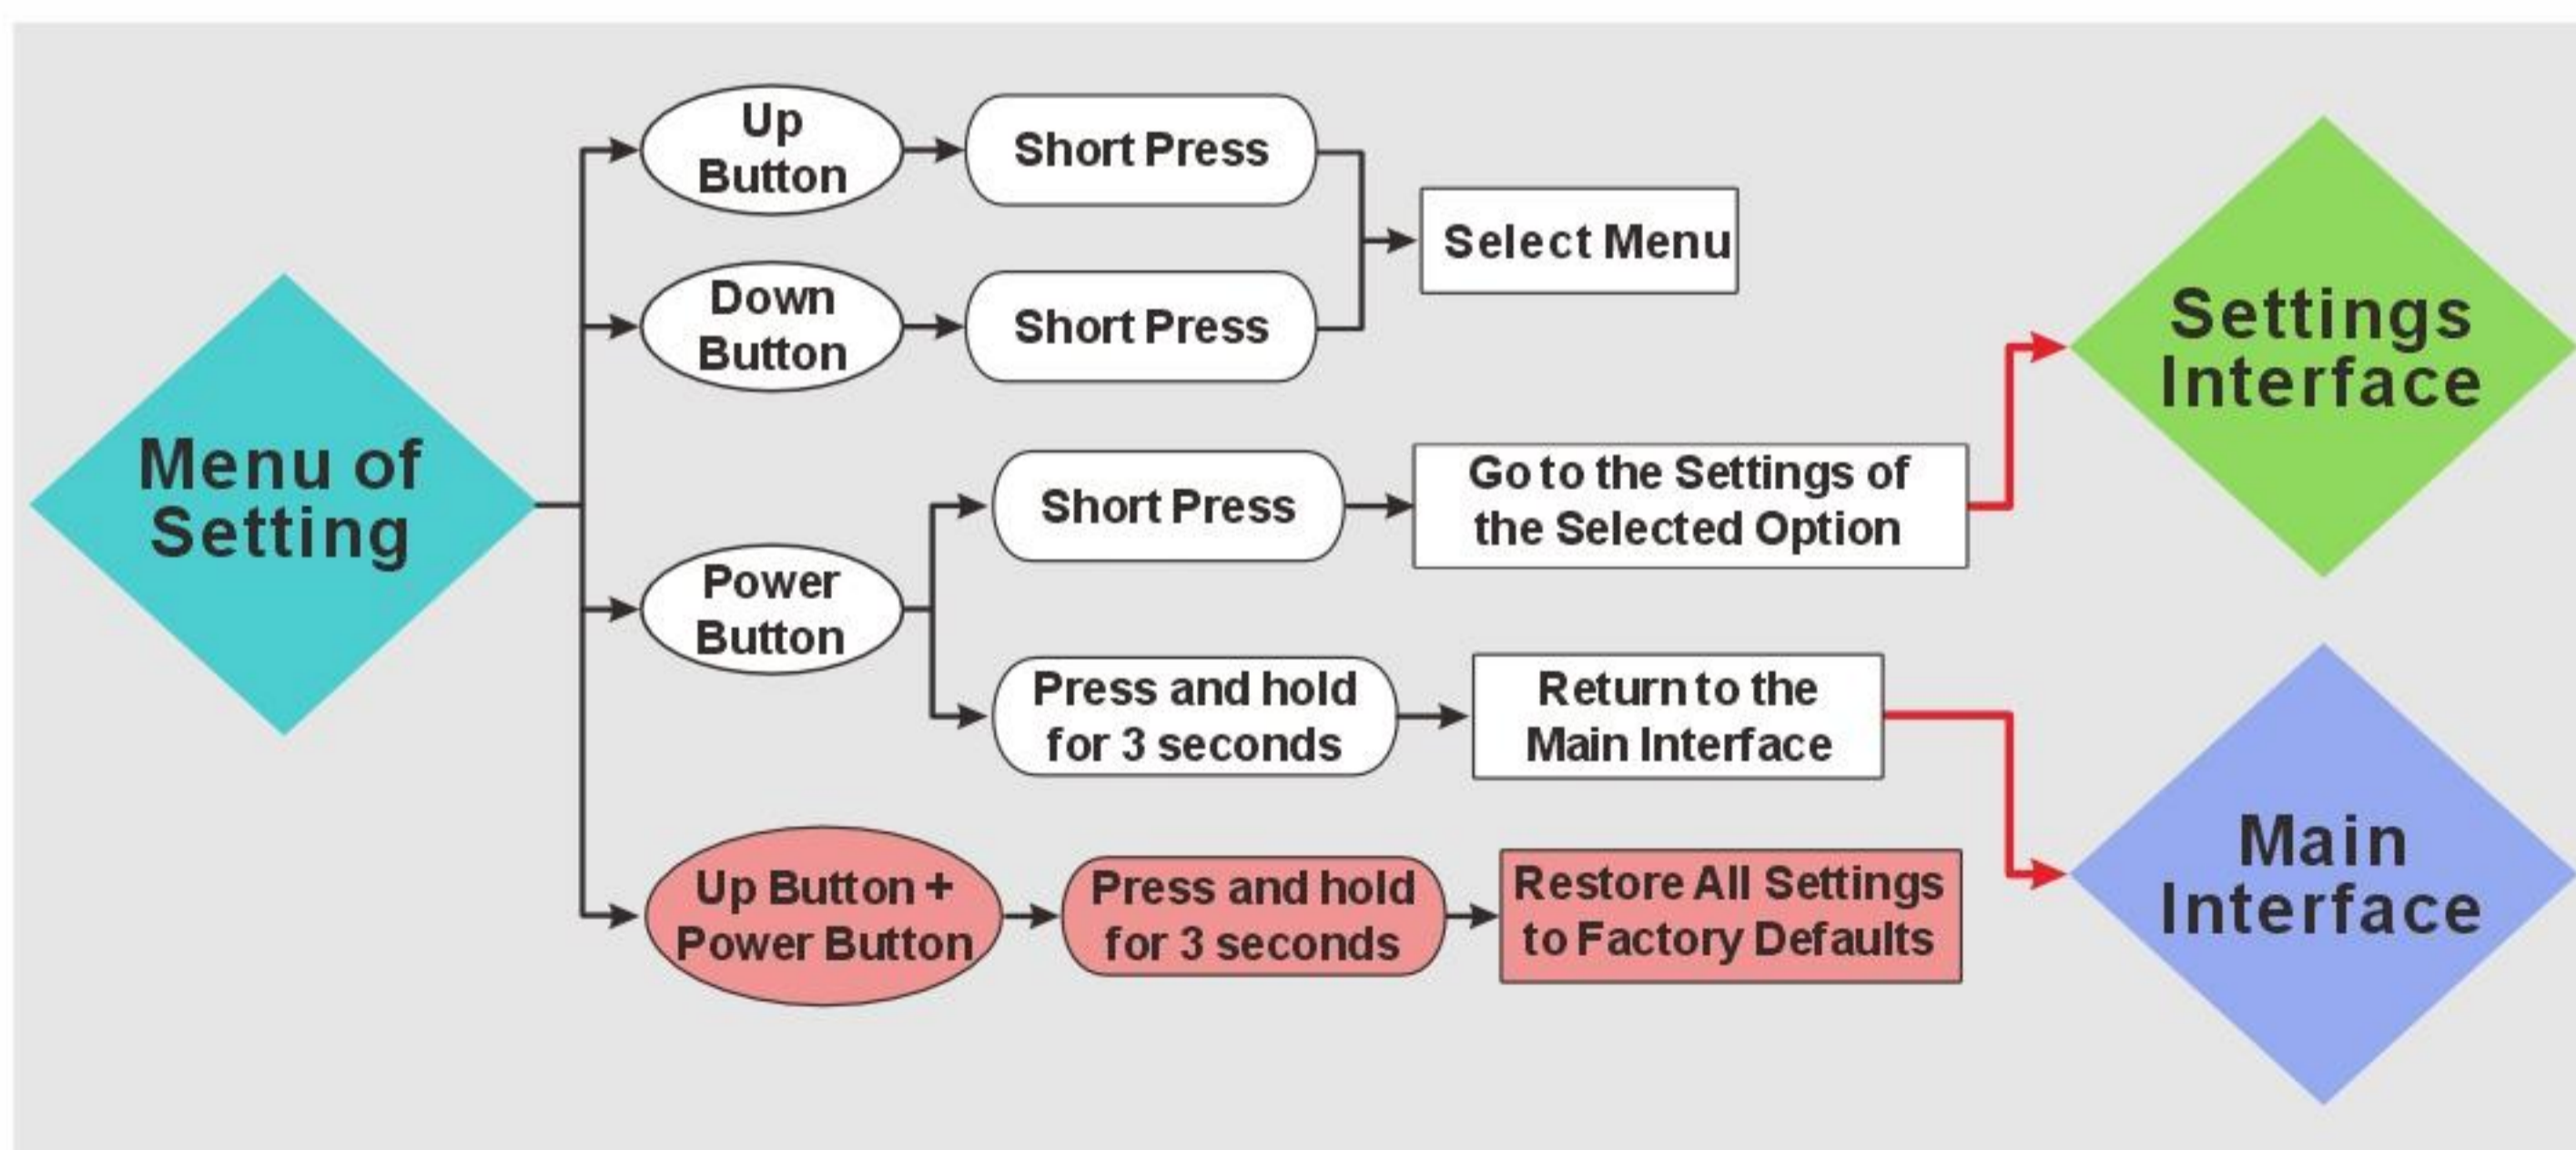 Menu of
Setting
Up
Button
Short Press
Down
Button
Short Press
Select Menu
Power
Button
Short Press
Go to the Settings of
the Selected Option
Settings
Interface
Press and hold
for 3 seconds
Return to the
Main Interface
Main
Interface
Up Button +
Power Button
Press and hold
for 3 seconds
Restore All Settings
to Factory Defaults